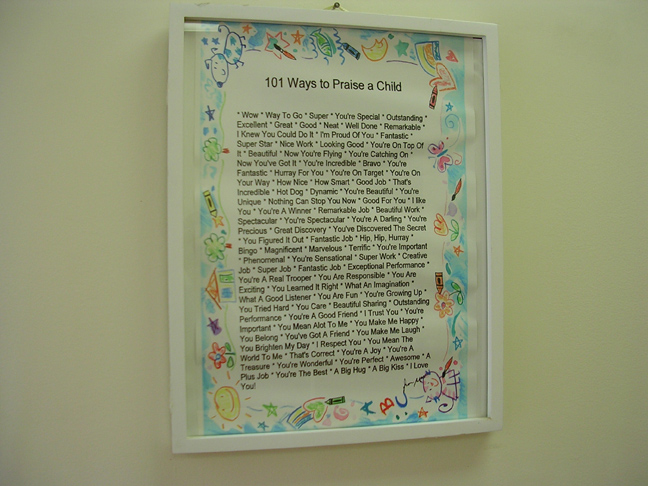 101 Ways to Praise a Child
* Wow * Way To Go * Super * You're Special * Outstanding *
Excellent * Great * Good * Neat * Well Done * Remarkable *
I Knew You Could Do It * I'm Proud Of You * Fantastic *
Super Star * Nice Work * Looking Good * You're On Top Of
It * Beautiful * Now You're Flying * You're Catching On *
Now You've Got It * You're Incredible * Bravo * You're
Fantastic * Hurray For You * You're On Target * You're On
Your Way * How Nice * How Smart * Good Job * That's
Incredible * Hot Dog * Dynamic * You're Beautiful * You're
Unique * Nothing Can Stop You Now * Good For You * I like
You * You're A Winner * Remarkable Job * Beautiful Work *
Spectacular * You're Spectacular * You're A Darling * You're
Precious * Great Discovery * You've Discovered The Secret
* You Figured It Out * Fantastic Job * Hip, Hip, Hurray *
Bingo * Magnificent * Marvelous * Terrific * You're Important
* Phenomenal * You're Sensational * Super Work * Creative
Job * Super Job * Fantastic Job * Exceptional Performance *
You're A Real Trooper * You Are Responsible * You Are
Exciting * You Learned It Right * What An Imagination *
What A Good Listener * You Are Fun * You're Growing Up *
You Tried Hard * You Care * Beautiful Sharing * Outstanding
Performance * You're A Good Friend * I Trust You * You're
Important * You Mean Alot To Me * You Make Me Happy *
You Belong * You've Got A Friend * You Make Me Laugh *
You Brighten My Day * I Respect You * You Mean The
World To Me * That's Correct * You're A Joy * You're A
Treasure * You're Wonderful * You're Perfect * Awesome * A
Plus Job * You're The Best * A Big Hug * A Big Kiss * I Love
You!
A B C